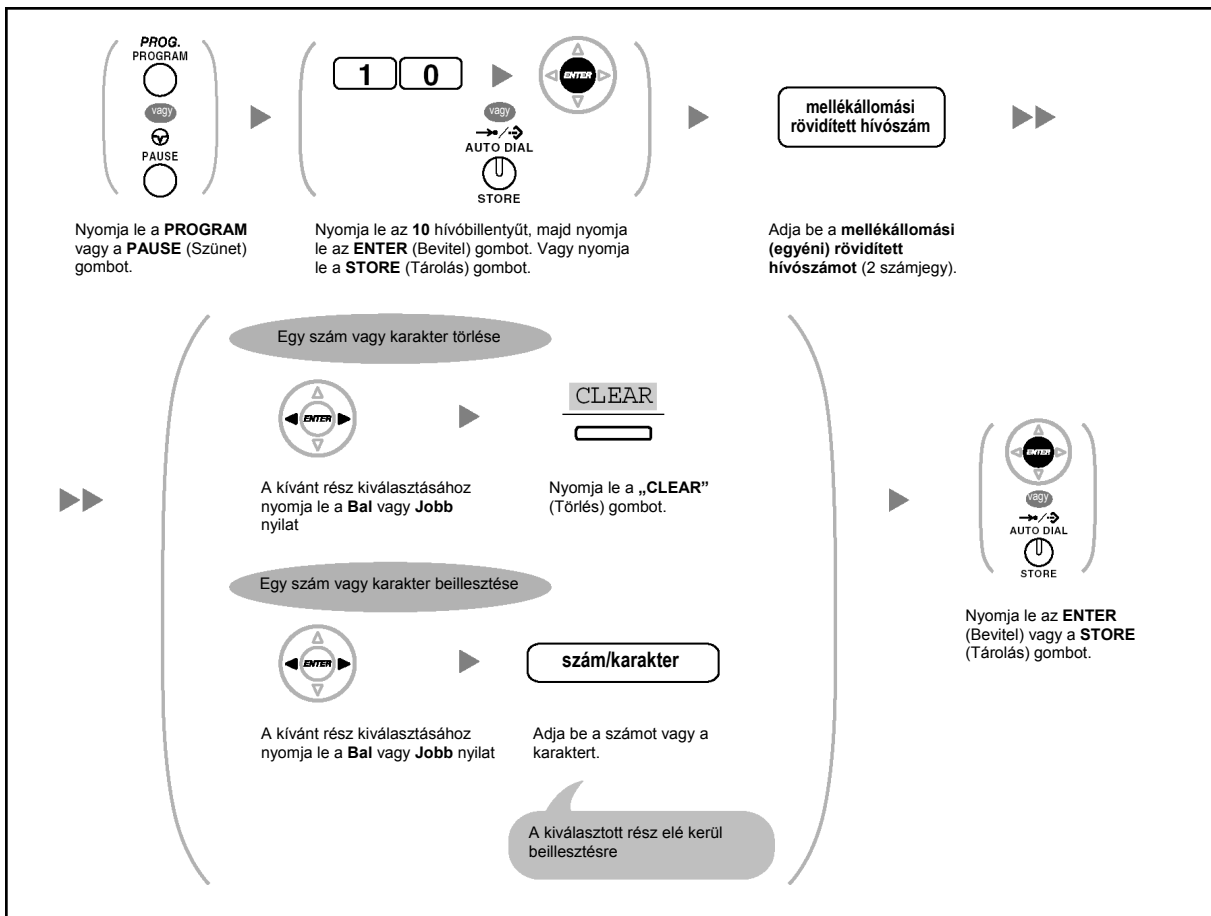 PROG.
PROGRAM
vagy
PAUSE
Nyomja le a PROGRAM
vagy a PAUSE (Szünet)
gombot.
1 0
ENTER
vagy
AUTO DIAL
STORE
Nyomja le az 10 hívóbillentyűt, majd nyomja
le az ENTER (Bevitel) gombot. Vagy nyomja
le a STORE (Tárolás) gombot.
mellékállomási
rövidített hívószám
Adja be a mellékállomási
(egyéni) rövidített
hívószámot (2 számjegy).
Egy szám vagy karakter törlése
ENTER
A kívánt rész kiválasztásához
nyomja le a Bal vagy Jobb
nyilat
CLEAR
Nyomja le a „CLEAR”
(Törlés) gombot.
Egy szám vagy karakter beillesztése
ENTER
A kívánt rész kiválasztásához
nyomja le a Bal vagy Jobb nyilat
szám/karakter
Adja be a számot vagy a
karaktert.
A kiválasztott rész elé kerül
beillesztésre
ENTER
vagy
AUTO DIAL
STORE
Nyomja le az ENTER
(Bevitel) vagy a STORE
(Tárolás) gombot.